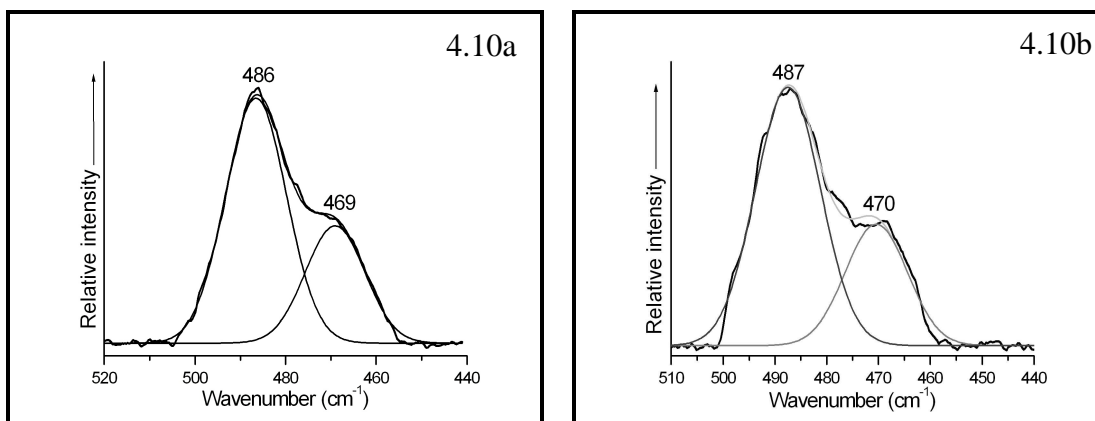 4.10a
486
469
Relative intensity
520 500 480 460 440
Wavenumber (cm⁻¹)
4.10b
487
470
Relative intensity
510 500 490 480 470 460 450 440
Wavenumber (cm⁻¹)